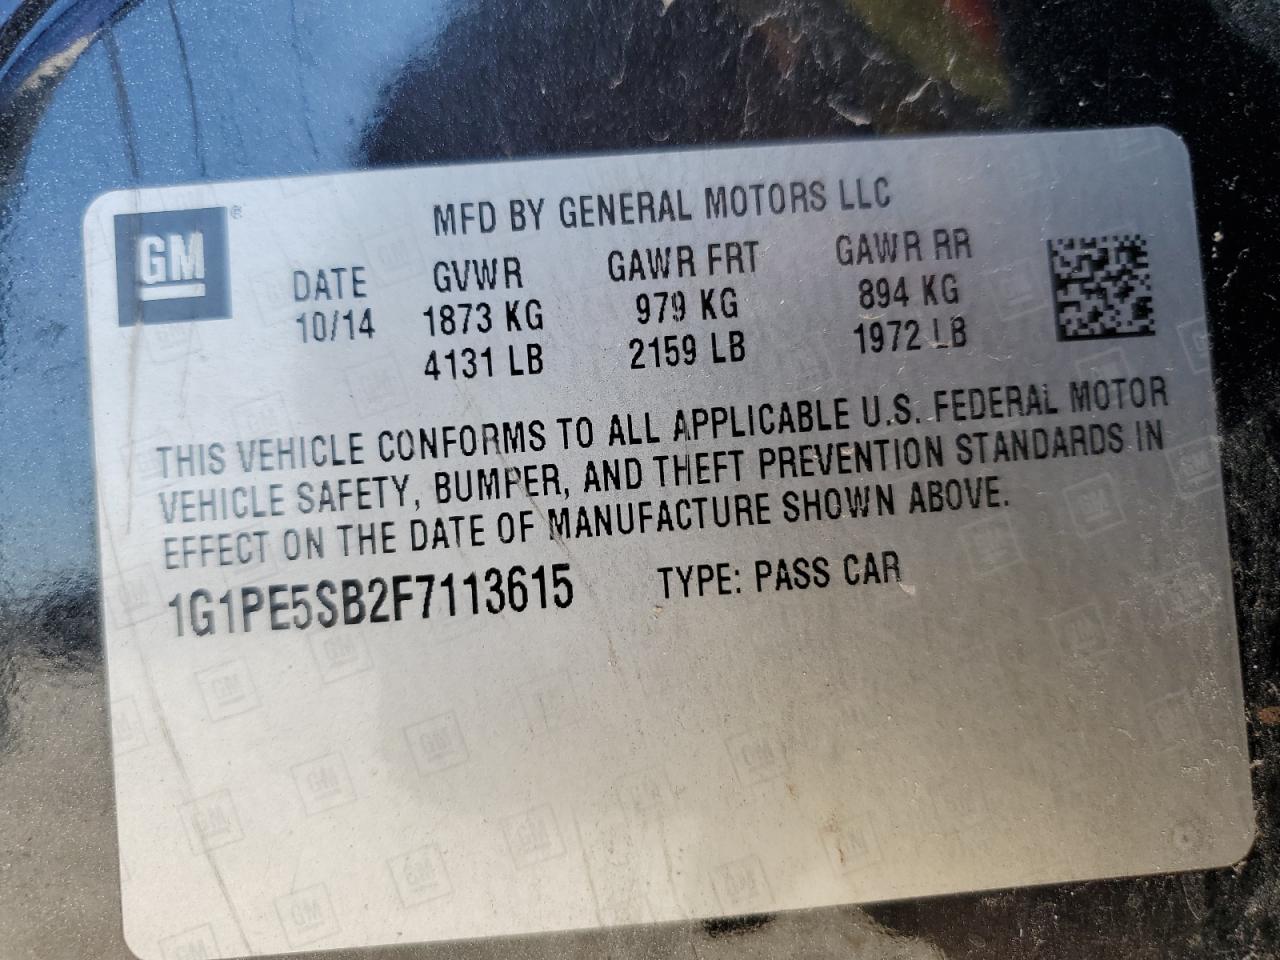 MFD BY GENERAL MOTORS LLC
GM ®
DATE GVWR GAWR FRT GAWR RR
10/14 1873 KG 979 KG 894 KG
4131 LB 2159 LB 1972 LB
THIS VEHICLE CONFORMS TO ALL APPLICABLE U.S. FEDERAL MOTOR
VEHICLE SAFETY, BUMPER, AND THEFT PREVENTION STANDARDS IN
EFFECT ON THE DATE OF MANUFACTURE SHOWN ABOVE.
1G1PE5SB2F7113615 TYPE: PASS CAR